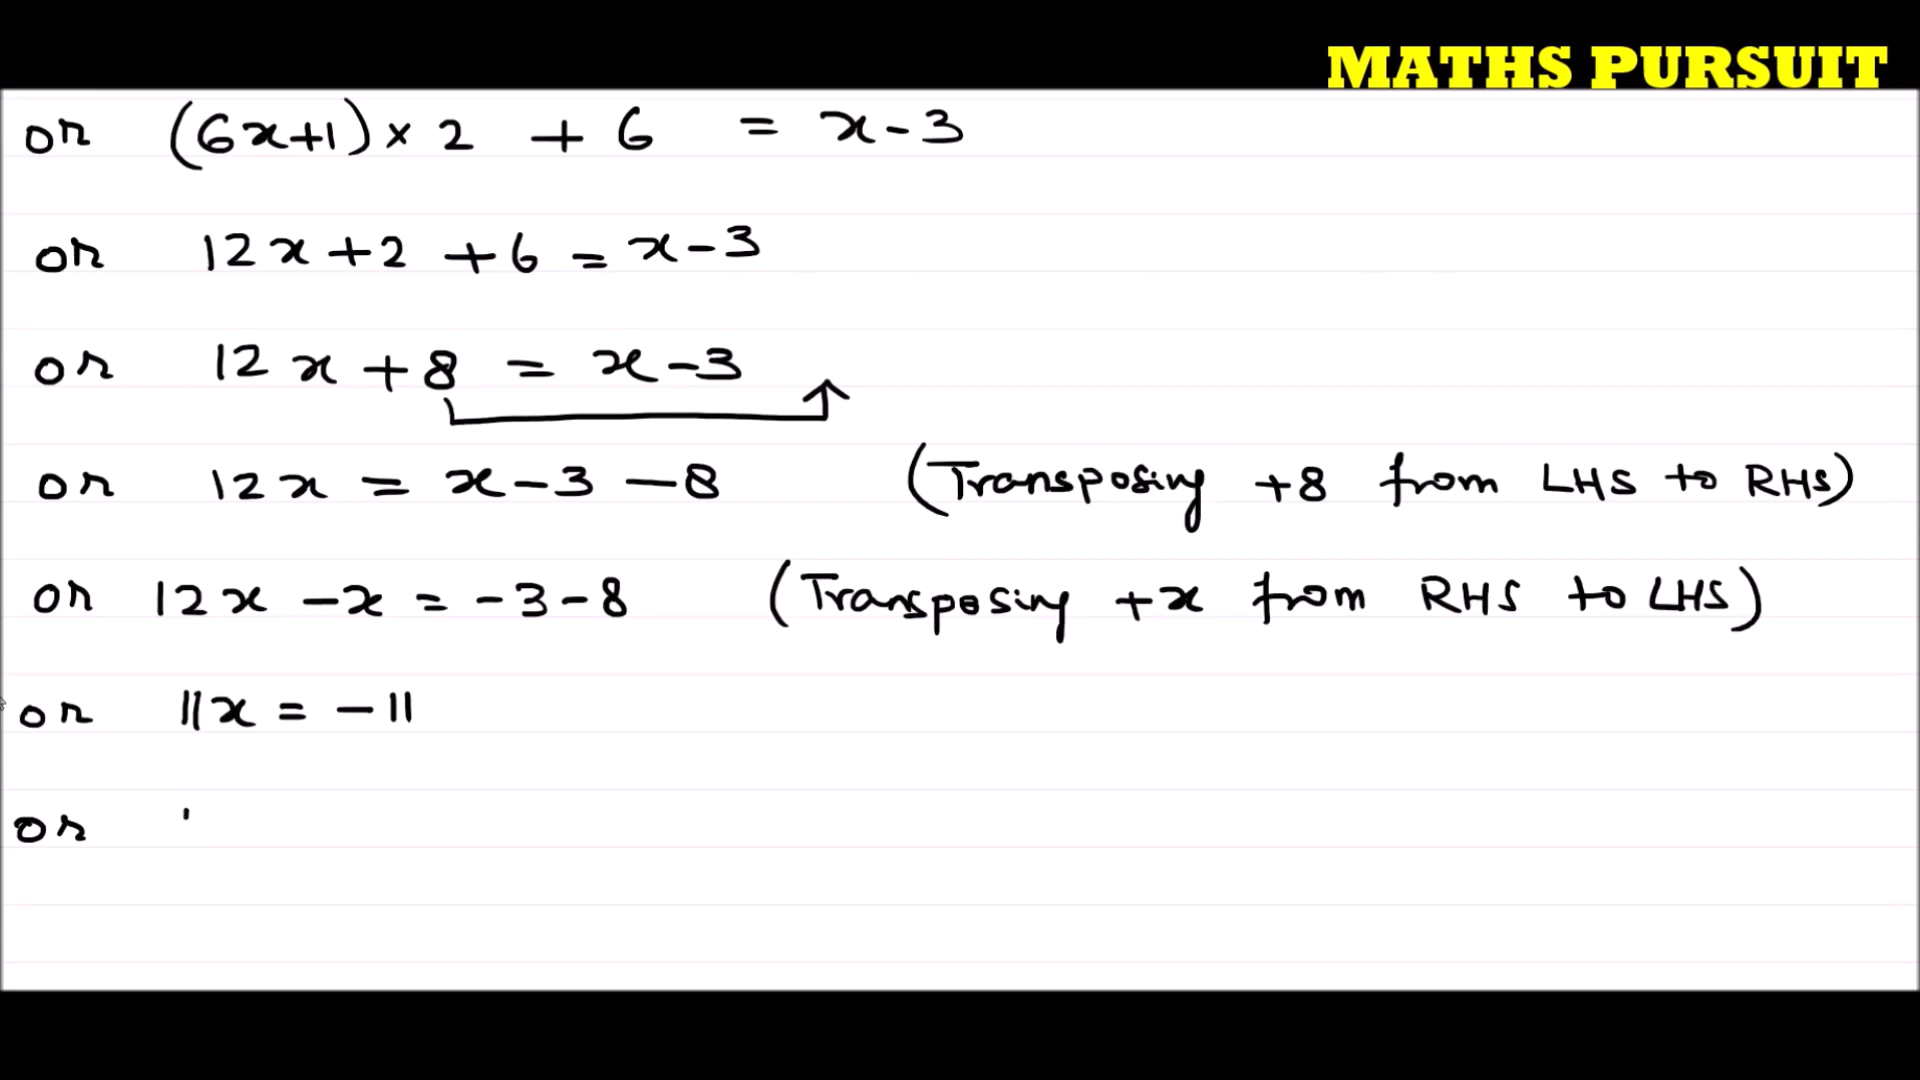 MATHS PURSUIT
or (6x+1)× 2 + 6 = x-3
or 12x+2 +6 = x-3
or 12x+8 = x-3
or 12x = x-3-8 (Transposing +8 from LHS to RHS)
or 12x -x = -3-8 (Transposing +x from RHS to LHS)
or 11x = -11
or